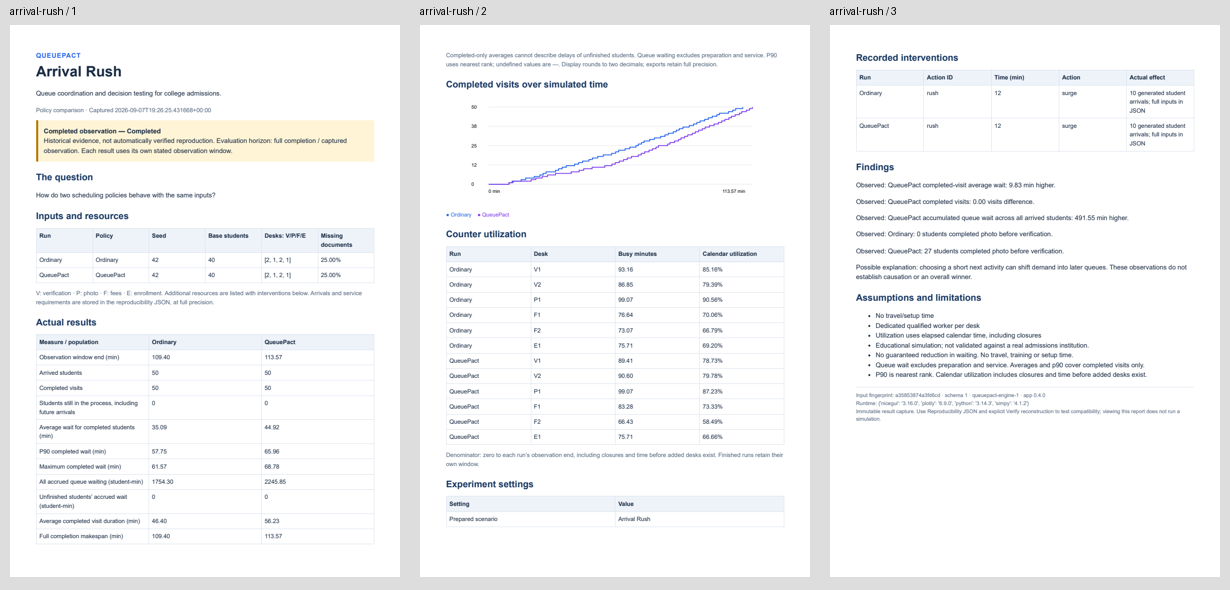 arrival-rush / 1
QUEUEPACT
Arrival Rush
Queue coordination and decision testing for college admissions.
Policy comparison · Captured 2026-09-07T19:26:25.431668+00:00
Completed observation — Completed
Historical evidence, not automatically verified reproduction. Evaluation horizon: full completion / captured
observation. Each result uses its own stated observation window.
The question
How do two scheduling policies behave with the same inputs?
Inputs and resources
Run Policy Seed Base students Desks: V/P/F/E Missing
documents
Ordinary Ordinary 42 40 [2, 1, 2, 1] 25.00%
QueuePact QueuePact 42 40 [2, 1, 2, 1] 25.00%
V: verification · P: photo · F: fees · E: enrollment. Additional resources are listed with interventions below. Arrivals and service
requirements are stored in the reproducibility JSON, at full precision.
Actual results
Measure / population Ordinary QueuePact
Observation window end (min) 109.40 113.57
Arrived students 50 50
Completed visits 50 50
Students still in the process, including
future arrivals 0 0
Average wait for completed students
(min) 35.09 44.92
P90 completed wait (min) 57.75 65.96
Maximum completed wait (min) 61.57 68.78
All accrued queue waiting (student-min) 1754.30 2245.85
Unfinished students' accrued wait
(student-min) 0 0
Average completed visit duration (min) 46.40 56.23
Full completion makespan (min) 109.40 113.57
arrival-rush / 2
Completed-only averages cannot describe delays of unfinished students. Queue waiting excludes preparation and service. P90
uses nearest rank; undefined values are —. Display rounds to two decimals; exports retain full precision.
Completed visits over simulated time
50
38
25
12
0
0 min 113.57 min
● Ordinary ● QueuePact
Counter utilization
Run Desk Busy minutes Calendar utilization
Ordinary V1 93.16 85.16%
Ordinary V2 86.85 79.39%
Ordinary P1 99.07 90.56%
Ordinary F1 76.64 70.06%
Ordinary F2 73.07 66.79%
Ordinary E1 75.71 69.20%
QueuePact V1 89.41 78.73%
QueuePact V2 90.60 79.78%
QueuePact P1 99.07 87.23%
QueuePact F1 83.28 73.33%
QueuePact F2 66.43 58.49%
QueuePact E1 75.71 66.66%
Denominator: zero to each run's observation end, including closures and time before added desks exist. Finished runs retain their
own window.
Experiment settings
Setting Value
Prepared scenario Arrival Rush
arrival-rush / 3
Recorded interventions
Run Action ID Time (min) Action Actual effect
Ordinary rush 12 surge 10 generated student
arrivals; full inputs in
JSON
QueuePact rush 12 surge 10 generated student
arrivals; full inputs in
JSON
Findings
Observed: QueuePact completed-visit average wait: 9.83 min higher.
Observed: QueuePact completed visits: 0.00 visits difference.
Observed: QueuePact accumulated queue wait across all arrived students: 491.55 min higher.
Observed: Ordinary: 0 students completed photo before verification.
Observed: QueuePact: 27 students completed photo before verification.
Possible explanation: choosing a short next activity can shift demand into later queues. These observations do not
establish causation or an overall winner.
Assumptions and limitations
• No travel/setup time
• Dedicated qualified worker per desk
• Utilization uses elapsed calendar time, including closures
• Educational simulation; not validated against a real admissions institution.
• No guaranteed reduction in waiting. No travel, training or setup time.
• Queue wait excludes preparation and service. Averages and p90 cover completed visits only.
• P90 is nearest rank. Calendar utilization includes closures and time before added desks exist.
Input fingerprint: a35853874a3fd6cd · schema 1 · queuepact-engine-1 · app 0.4.0
Runtime: {'nicegui': '3.16.0', 'plotly': '6.9.0', 'python': '3.14.3', 'simpy': '4.1.2'}
Immutable result capture. Use Reproducibility JSON and explicit Verify reconstruction to test compatibility; viewing this report does not run a
simulation.